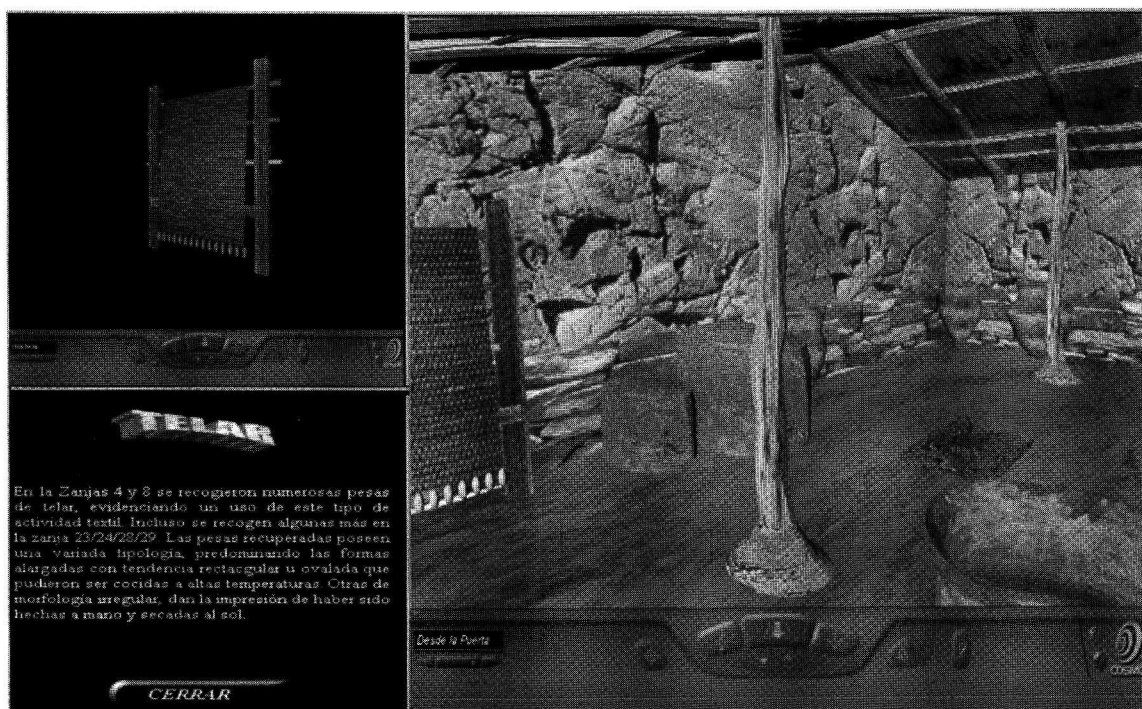 TELAR
En la Zanjas 4 y 8 se recogieron numerosas pesas
de telar, evidenciando un uso de este tipo de
actividad textil. Incluso se recogen algunas más en
la zanja 23/24/28/29. Las pesas recuperadas poseen
una variada tipología, predominando las formas
alargadas con tendencia rectacgular u ovalada que
pudieron ser cocidas a altas temperaturas. Otras de
morfología irregular, dan la impresión de haber sido
hechas a mano y secadas al sol.
CERRAR
Desde la Puerta